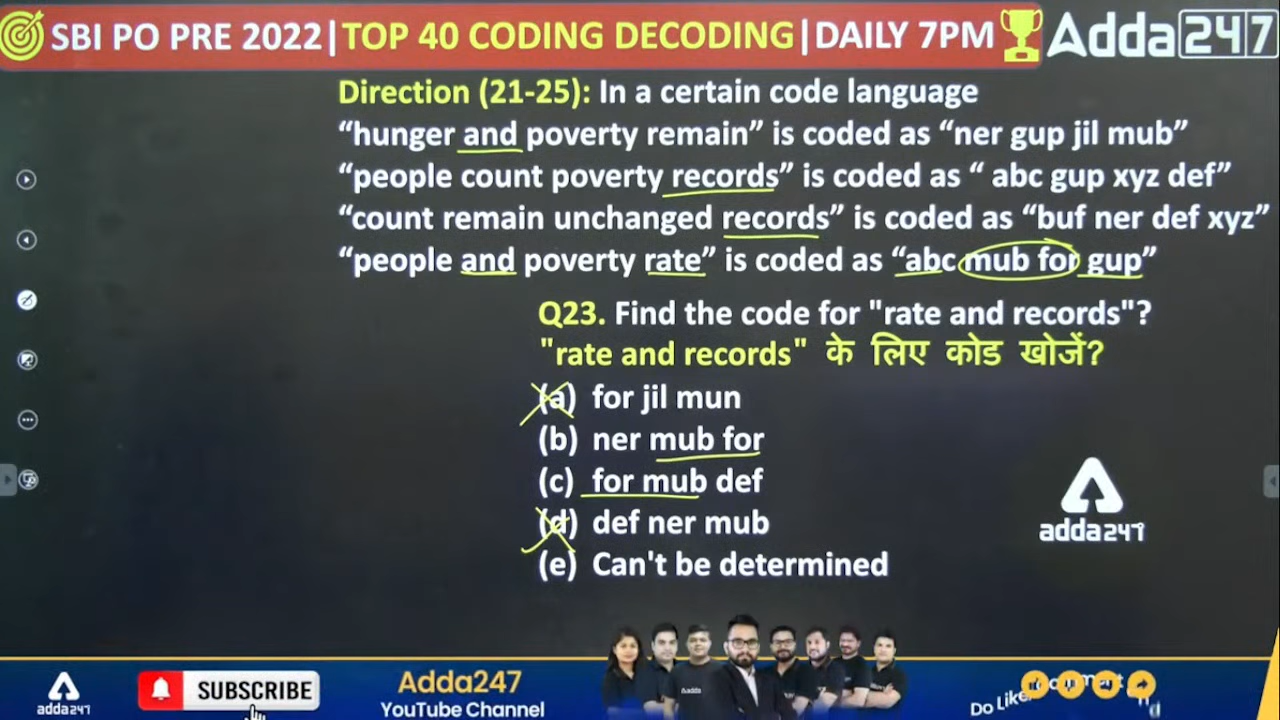 SBI PO PRE 2022|TOP 40 CODING DECODING|DAILY 7PM Adda247
Direction (21-25): In a certain code language
“hunger and poverty remain” is coded as “ner gup jil mub”
“people count poverty records” is coded as “ abc gup xyz def”
“count remain unchanged records” is coded as “buf ner def xyz”
“people and poverty rate” is coded as “abc mub for gup”
Q23. Find the code for "rate and records"?
"rate and records" के लिए कोड खोजें?
(a) for jil mun
(b) ner mub for
(c) for mub def
(d) def ner mub
(e) Can't be determined
adda247
adda247
SUBSCRIBE
Adda247
YouTube Channel
Do Like